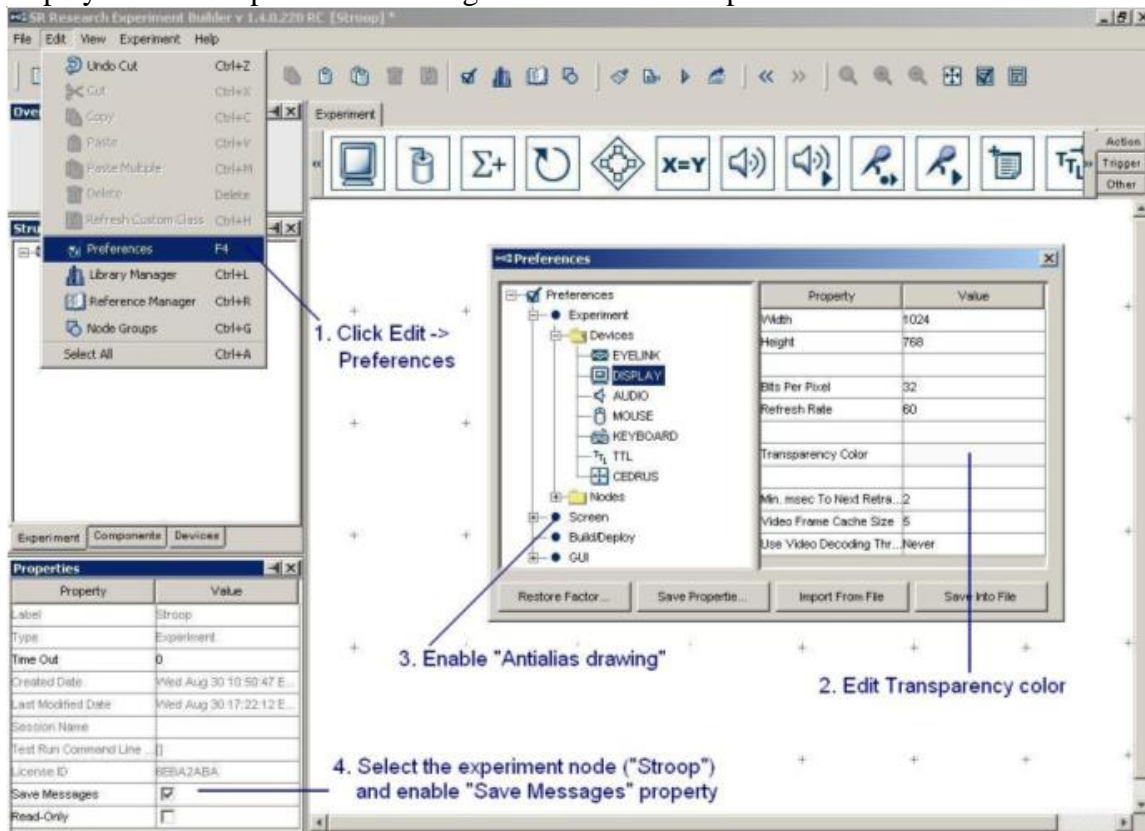 SR Research Experiment Builder v 1.4.0.220 RC [Stroop] *
File Edit View Experiment Help
Undo Cut Ctrl+Z
Cut Ctrl+X
Copy Ctrl+C
Paste Ctrl+V
Paste Multiple Ctrl+M
Delete Delete
Refresh Custom Class Ctrl+H
Preferences F4
Library Manager Ctrl+L
Reference Manager Ctrl+R
Node Groups Ctrl+G
Select All Ctrl+A
Experiment
Σ+ X=Y TTL
Action
Trigger
Other
1. Click Edit ->
Preferences
Preferences
Preferences
Experiment
Devices
EYELINK
DISPLAY
AUDIO
MOUSE
KEYBOARD
TTL
CEDRUS
Nodes
Screen
Build/Deploy
GUI
Property Value
Width 1024
Height 768
Bits Per Pixel 32
Refresh Rate 60
Transparency Color
Min. msec To Next Retra... 2
Video Frame Cache Size 5
Use Video Decoding Thr... Never
Restore Factor... Save Propertie... Import From File Save Into File
3. Enable "Antialias drawing"
2. Edit Transparency color
4. Select the experiment node ("Stroop")
and enable "Save Messages" property
Experiment Components Devices
Properties
Property Value
Label Stroop
Type Experiment
Time Out 0
Created Date Wed Aug 30 10:50:47 E...
Last Modified Date Wed Aug 30 17:22:12 E...
Session Name
Test Run Command Line ... []
License ID
Save Messages
Read-Only